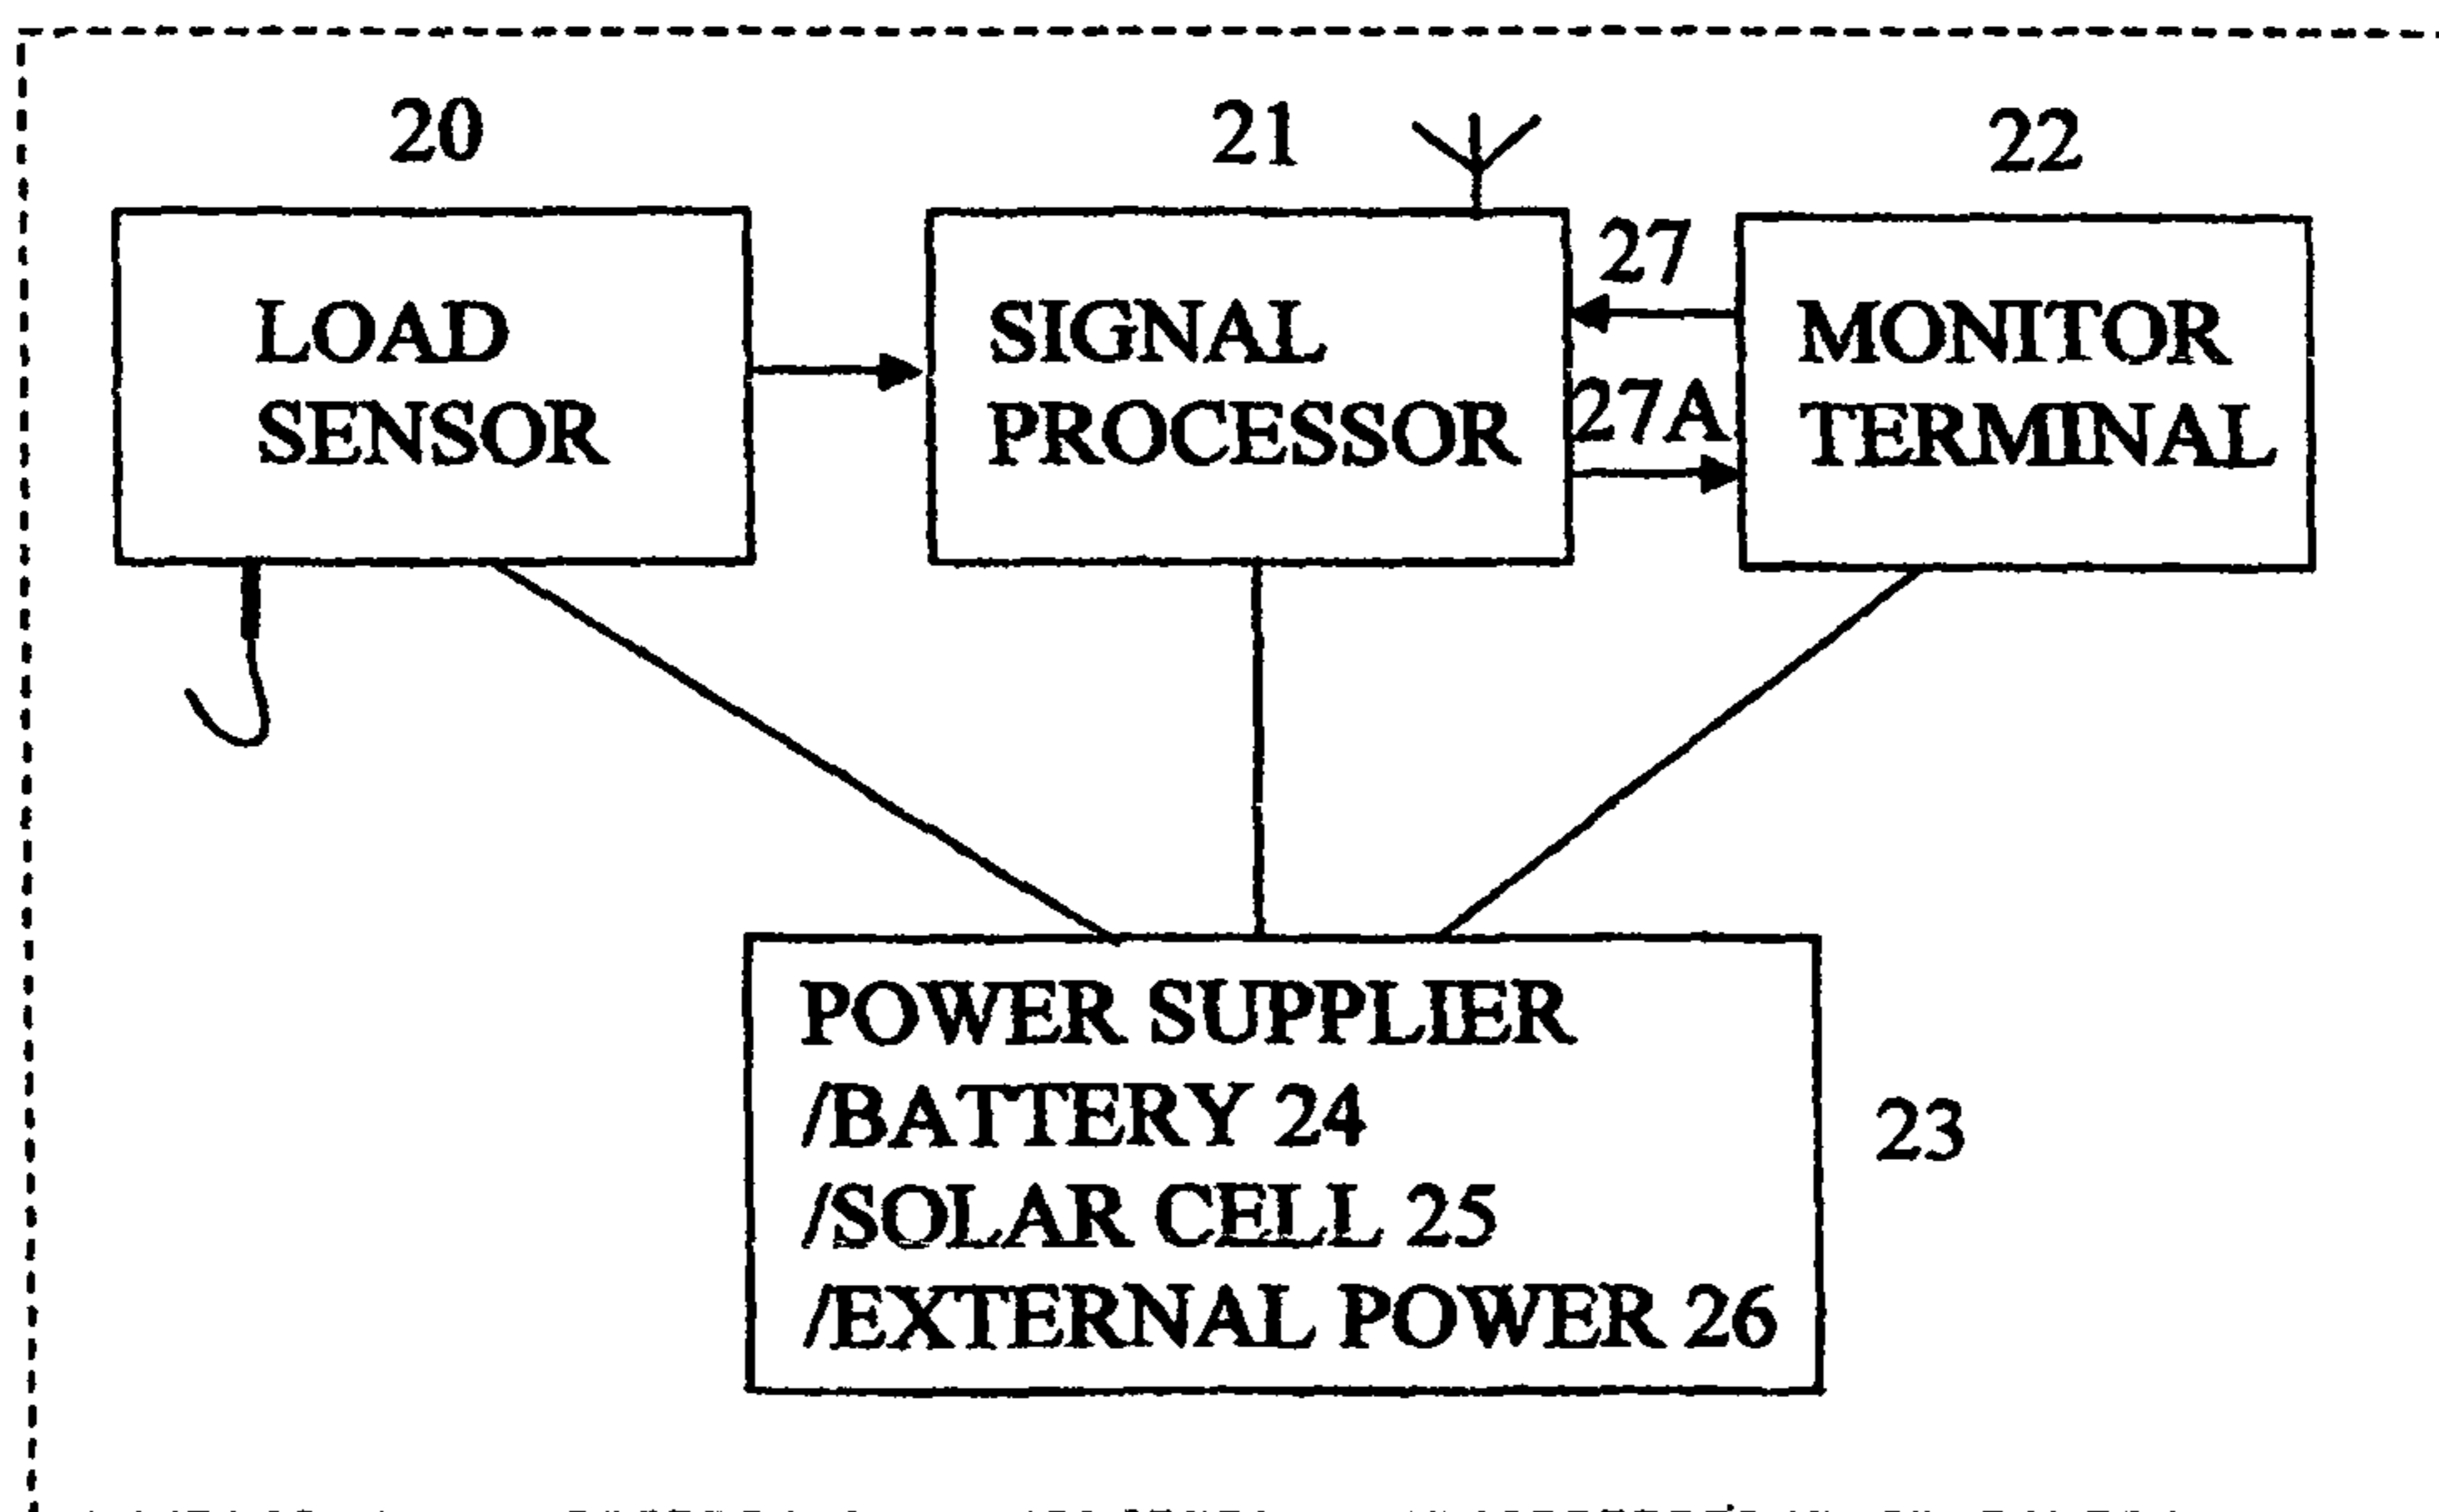 20
21
22
LOAD
SENSOR
SIGNAL
PROCESSOR
27
27A
MONITOR
TERMINAL
POWER SUPPLIER
/BATTERY 24
/SOLAR CELL 25
/EXTERNAL POWER 26
23